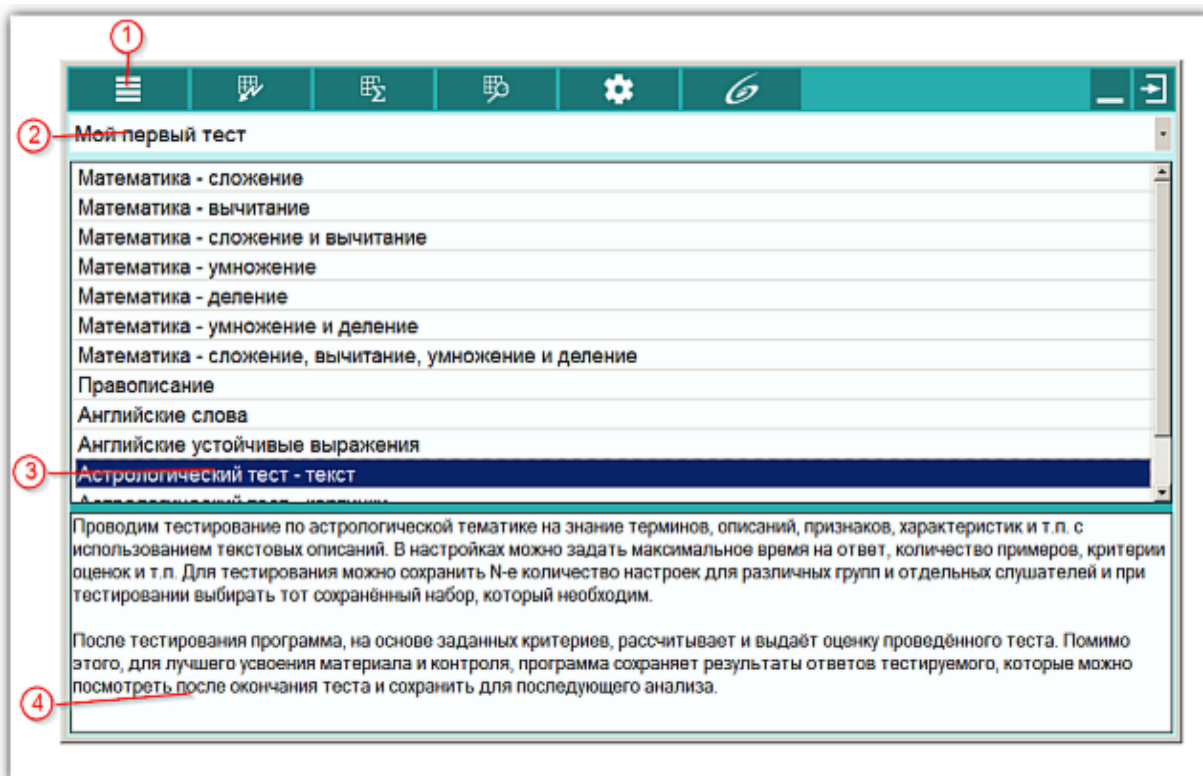 1
2
Мой первый тест
Математика - сложение
Математика - вычитание
Математика - сложение и вычитание
Математика - умножение
Математика - деление
Математика - умножение и деление
Математика - сложение, вычитание, умножение и деление
Правописание
Английские слова
Английские устойчивые выражения
3
Астрологический тест - текст
Астрологический тест - картинки
Проводим тестирование по астрологической тематике на знание терминов, описаний, признаков, характеристик и т.п. с
использованием текстовых описаний. В настройках можно задать максимальное время на ответ, количество примеров, критерии
оценок и т.п. Для тестирования можно сохранить N-е количество настроек для различных групп и отдельных слушателей и при
тестировании выбирать тот сохранённый набор, который необходим.
После тестирования программа, на основе заданных критериев, рассчитывает и выдаёт оценку проведённого теста. Помимо
этого, для лучшего усвоения материала и контроля, программа сохраняет результаты ответов тестируемого, которые можно
посмотреть после окончания теста и сохранить для последующего анализа.
4